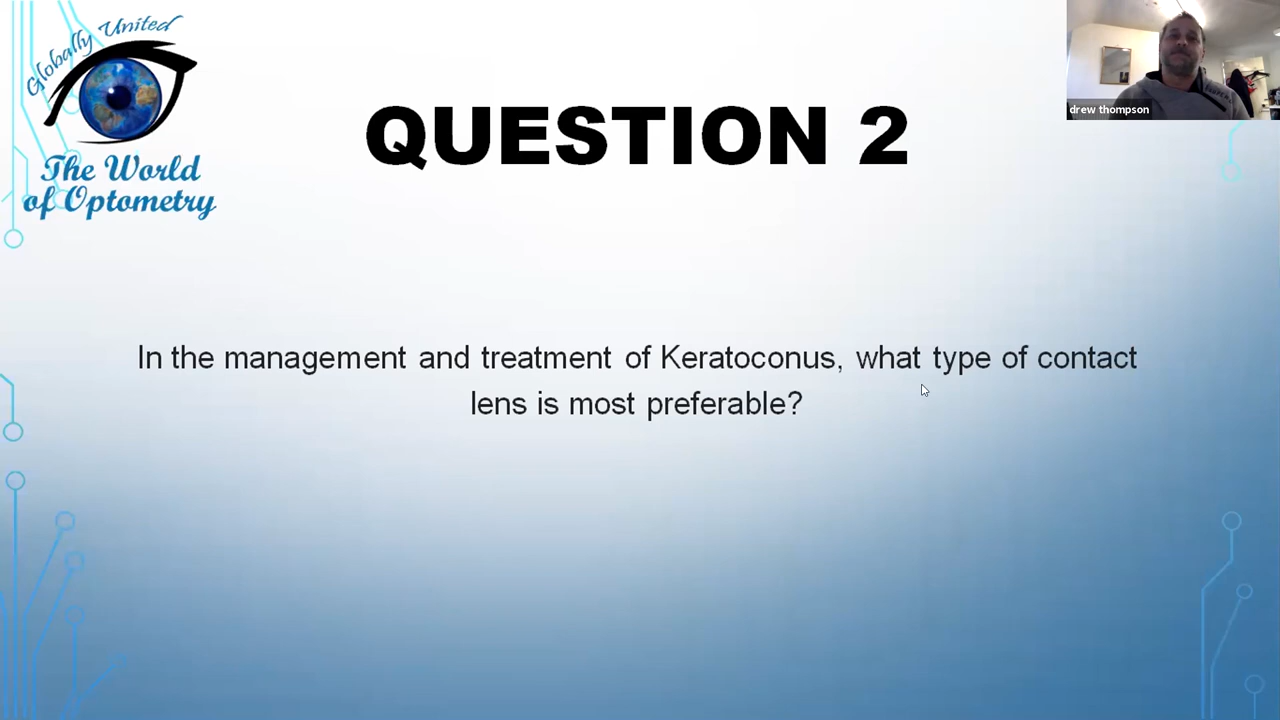 Globally United
The World
of Optometry
drew thompson
QUESTION 2
In the management and treatment of Keratoconus, what type of contact
lens is most preferable?